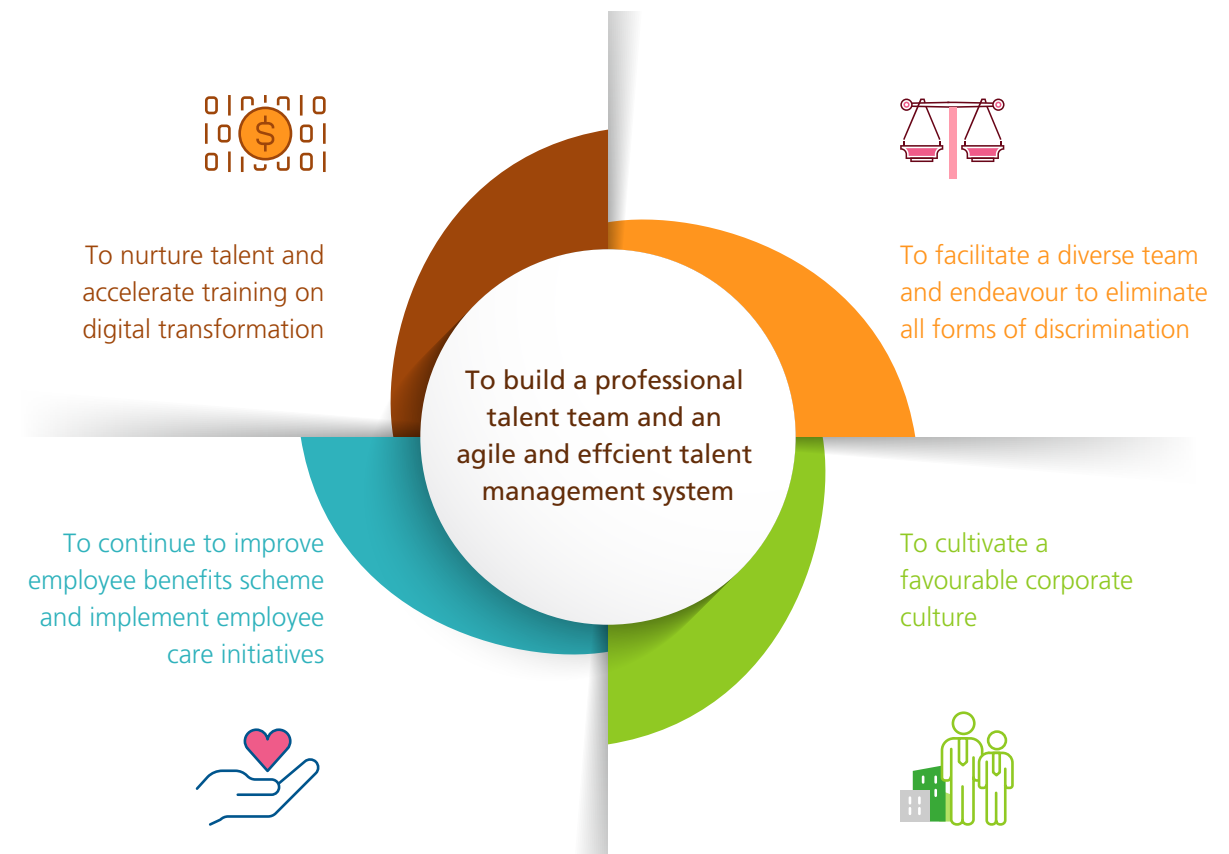 To nurture talent and
accelerate training on
digital transformation
To facilitate a diverse team
and endeavour to eliminate
all forms of discrimination
To build a professional
talent team and an
agile and effcient talent
management system
To continue to improve
employee benefits scheme
and implement employee
care initiatives
To cultivate a
favourable corporate
culture